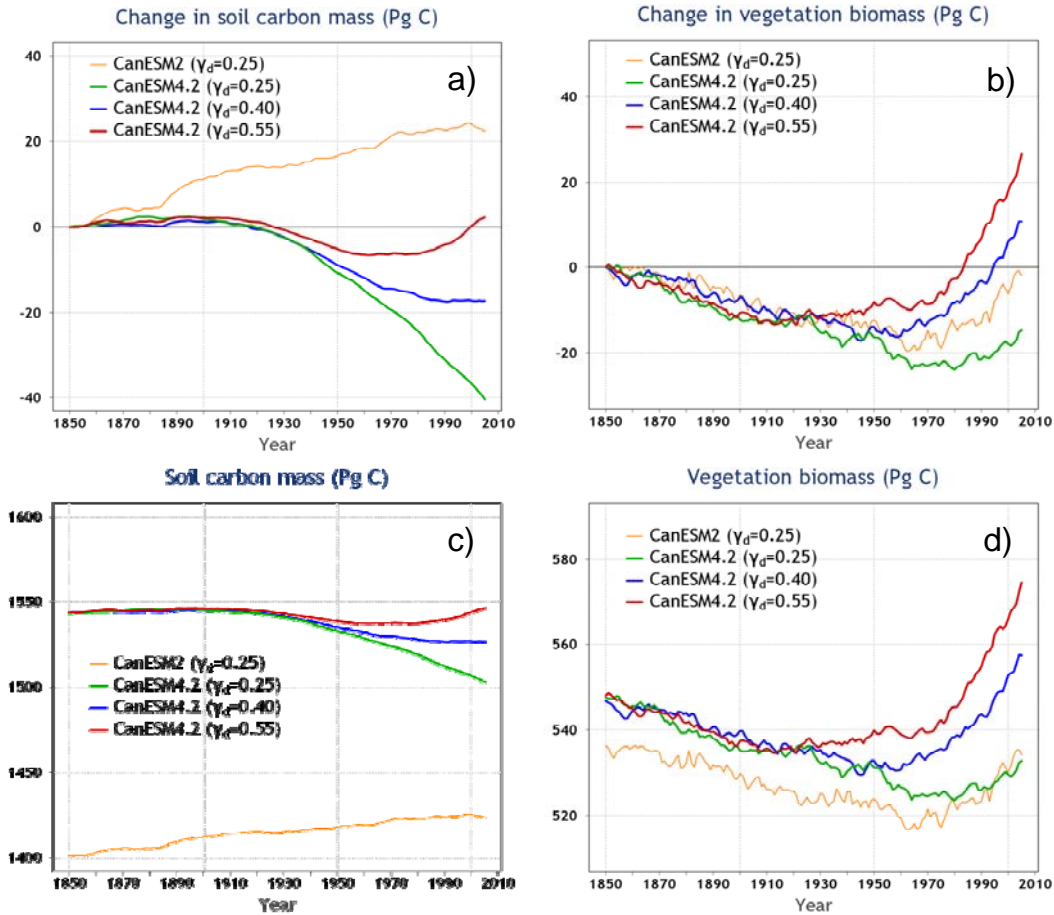 Change in soil carbon mass (Pg C)
40
20
0
-20
-40
CanESM2 (γd=0.25)
CanESM4.2 (γd=0.25)
CanESM4.2 (γd=0.40)
CanESM4.2 (γd=0.55)
a)
1850 1870 1890 1910 1930 1950 1970 1990 2010
Year
Change in vegetation biomass (Pg C)
40
20
0
-20
CanESM2 (γd=0.25)
CanESM4.2 (γd=0.25)
CanESM4.2 (γd=0.40)
CanESM4.2 (γd=0.55)
b)
1850 1870 1890 1910 1930 1950 1970 1990 2010
Year
Soil carbon mass (Pg C)
1600
1550
1500
1450
1400
c)
CanESM2 (γd=0.25)
CanESM4.2 (γd=0.25)
CanESM4.2 (γd=0.40)
CanESM4.2 (γd=0.55)
1850 1870 1890 1910 1930 1950 1970 1990 2010
Year
Vegetation biomass (Pg C)
580
560
540
520
CanESM2 (γd=0.25)
CanESM4.2 (γd=0.25)
CanESM4.2 (γd=0.40)
CanESM4.2 (γd=0.55)
d)
1850 1870 1890 1910 1930 1950 1970 1990 2010
Year